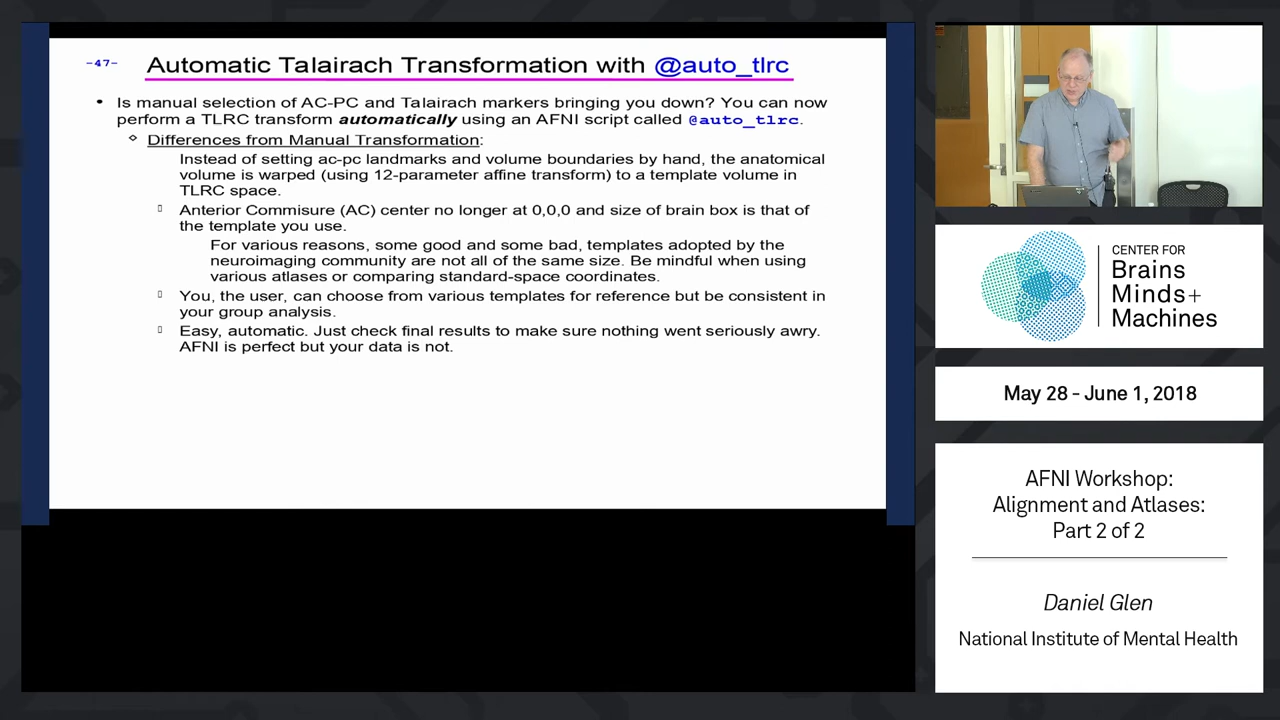 -47-
Automatic Talairach Transformation with @auto_tlrc
• Is manual selection of AC-PC and Talairach markers bringing you down? You can now
perform a TLRC transform automatically using an AFNI script called @auto_tlrc.
Differences from Manual Transformation:
Instead of setting ac-pc landmarks and volume boundaries by hand, the anatomical
volume is warped (using 12-parameter affine transform) to a template volume in
TLRC space.
Anterior Commisure (AC) center no longer at 0,0,0 and size of brain box is that of
the template you use.
For various reasons, some good and some bad, templates adopted by the
neuroimaging community are not all of the same size. Be mindful when using
various atlases or comparing standard-space coordinates.
You, the user, can choose from various templates for reference but be consistent in
your group analysis.
Easy, automatic. Just check final results to make sure nothing went seriously awry.
AFNI is perfect but your data is not.
CENTER FOR
Brains
Minds+
Machines
May 28 - June 1, 2018
AFNI Workshop:
Alignment and Atlases:
Part 2 of 2
Daniel Glen
National Institute of Mental Health